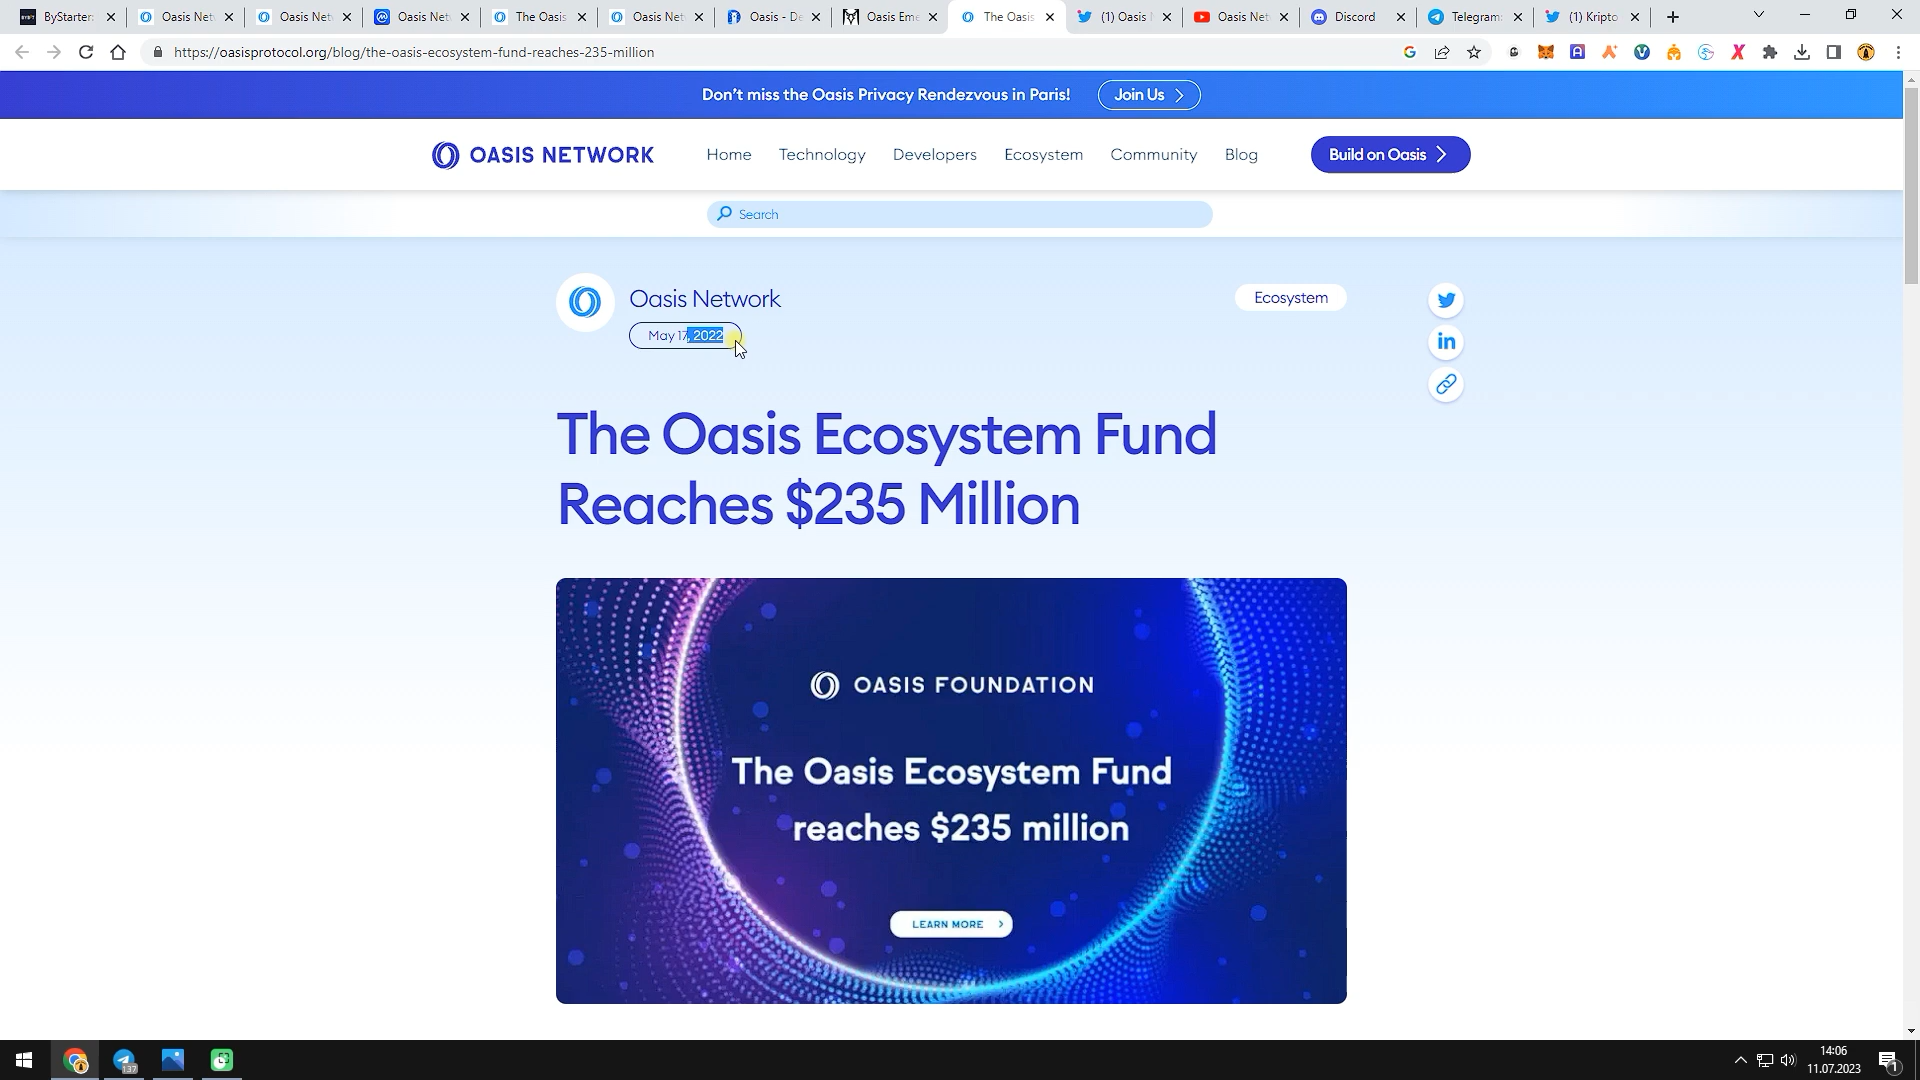 ByStarter:
Oasis Net
Oasis Net
Oasis Net
The Oasis
Oasis Net
Oasis - De
Oasis Eme
The Oasis
(1) Oasis
Oasis Net
Discord
Telegram:
(1) Kripto
https://oasisprotocol.org/blog/the-oasis-ecosystem-fund-reaches-235-million
Don't miss the Oasis Privacy Rendezvous in Paris!
Join Us
OASIS NETWORK
Home
Technology
Developers
Ecosystem
Community
Blog
Build on Oasis
Search
Oasis Network
May 17, 2022
Ecosystem
The Oasis Ecosystem Fund
Reaches $235 Million
OASIS FOUNDATION
The Oasis Ecosystem Fund
reaches $235 million
LEARN MORE
137
14:06
11.07.2023
1